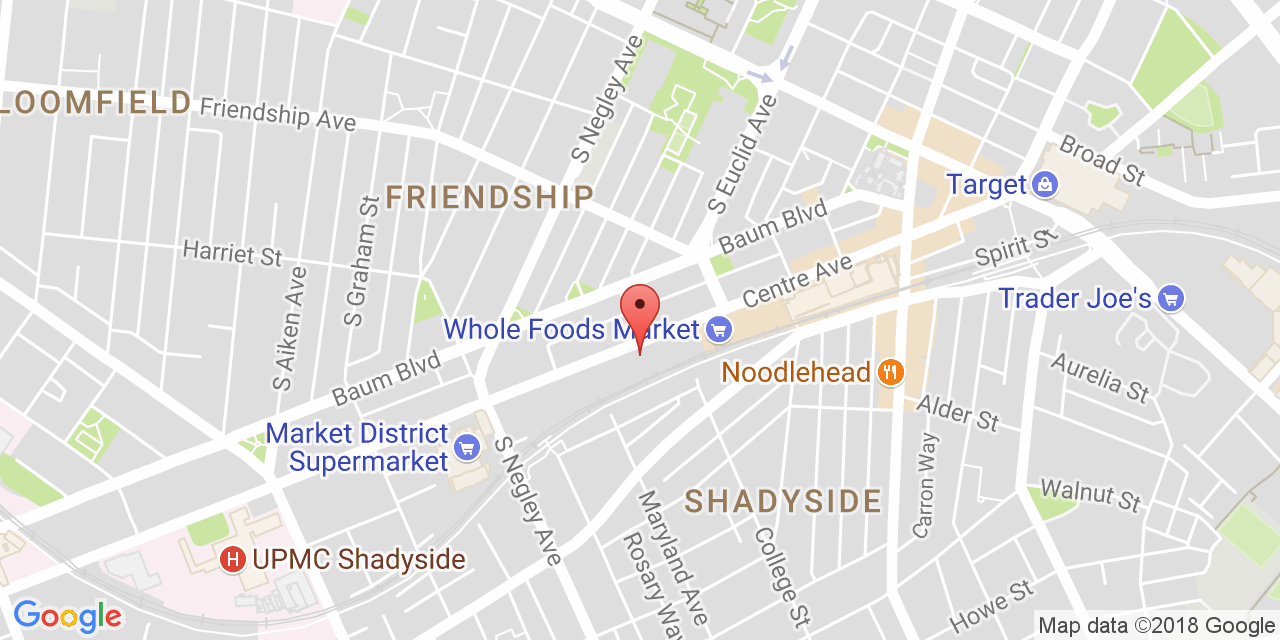 S Negley Ave
LOOMFIELD
Friendship Ave
S Euclid Ave
Broad St
FRIENDSHIP
Target
S Graham St
Baum Blvd
Spirit St
Harriet St
Centre Ave
S Aiken Ave
Trader Joe's
Whole Foods Market
Baum Blvd
Noodlehead
Aurelia St
Alder St
Market District
Supermarket
S Negley Ave
Carron Way
SHADYSIDE
Walnut St
Maryland Ave
College St
Rosary Way
UPMC Shadyside
H
Howe St
Google
Map data ©2018 Google